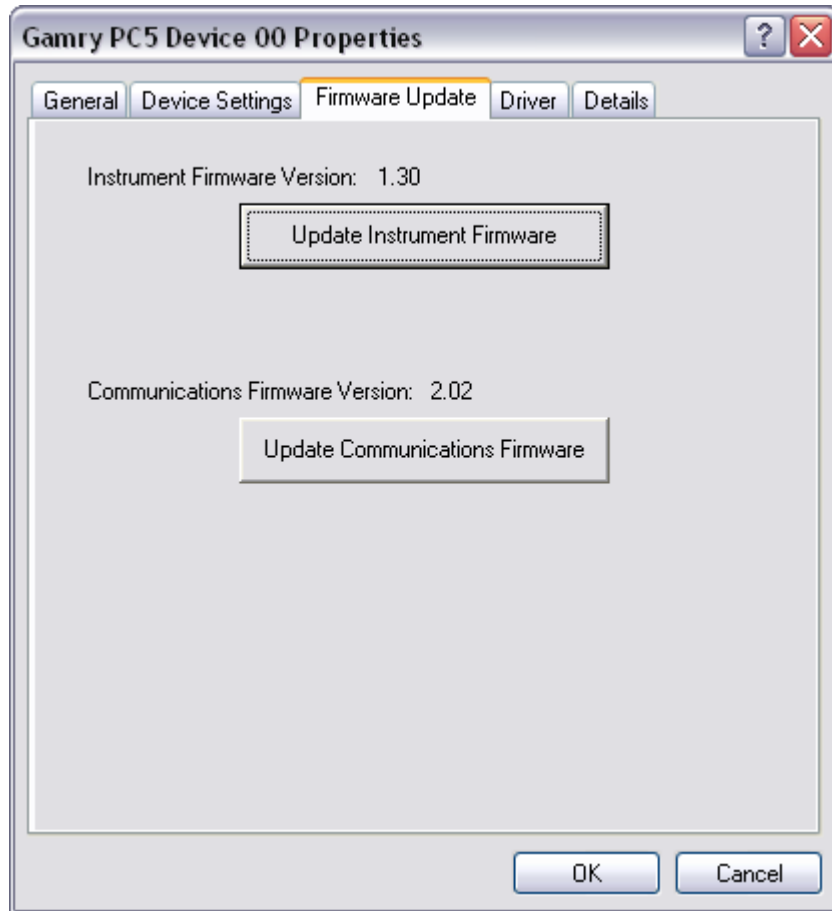 Gamry PC5 Device 00 Properties
General Device Settings Firmware Update Driver Details
Instrument Firmware Version: 1.30
Update Instrument Firmware
Communications Firmware Version: 2.02
Update Communications Firmware
OK Cancel